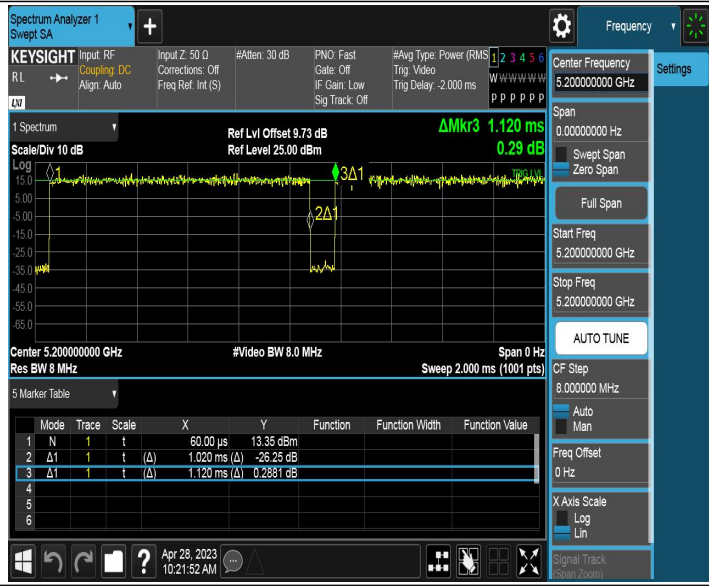 Spectrum Analyzer 1
Swept SA
Frequency
KEYSIGHT
RL
LXI
Input: RF
Coupling: DC
Align: Auto
Input Z: 50 Ω
Corrections: Off
Freq Ref: Int (S)
#Atten: 30 dB
PNO: Fast
Gate: Off
IF Gain: Low
Sig Track: Off
#Avg Type: Power (RMS
Trig: Video
Trig Delay: -2.000 ms
1 2 3 4 5 6
W W W W W W
P P P P P P
1 Spectrum
Scale/Div 10 dB
Ref Lvl Offset 9.73 dB
Ref Level 25.00 dBm
ΔMkr3 1.120 ms
0.29 dB
Log
15.0
5.00
-5.00
-15.0
-25.0
-35.0
-45.0
-55.0
-65.0
1
2Δ1
3Δ1
TRIG LVL
Center 5.200000000 GHz
Res BW 8 MHz
#Video BW 8.0 MHz
Span 0 Hz
Sweep 2.000 ms (1001 pts)
5 Marker Table
Mode Trace Scale X Y Function Function Width Function Value
1 N 1 t 60.00 µs 13.35 dBm
2 Δ1 1 t (Δ) 1.020 ms (Δ) -26.25 dB
3 Δ1 1 t (Δ) 1.120 ms (Δ) 0.2881 dB
4
5
6
?
Apr 28, 2023
10:21:52 AM
Center Frequency
5.200000000 GHz
Span
0.00000000 Hz
Swept Span
Zero Span
Full Span
Start Freq
5.200000000 GHz
Stop Freq
5.200000000 GHz
AUTO TUNE
CF Step
8.000000 MHz
Auto
Man
Freq Offset
0 Hz
X Axis Scale
Log
Lin
Signal Track
(Span Zoom)
Settings